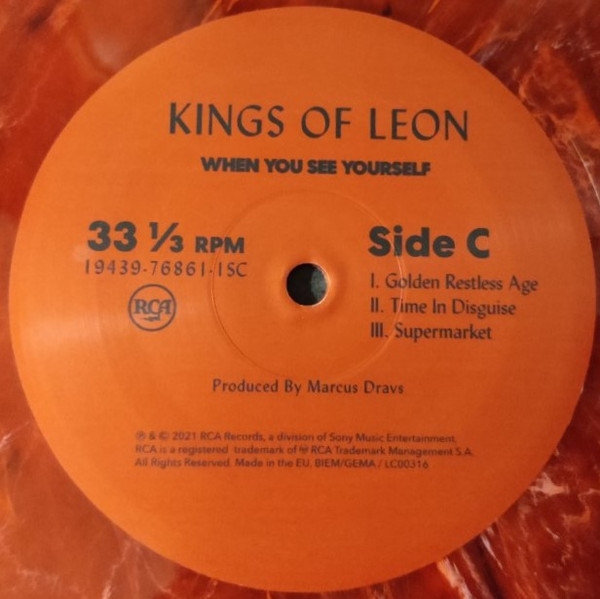 KINGS OF LEON
WHEN YOU SEE YOURSELF
33 ⅓ RPM
19439-76861-1SC
RCA
Side C
I. Golden Restless Age
II. Time In Disguise
III. Supermarket
Produced By Marcus Dravs
℗ & © 2021 RCA Records, a division of Sony Music Entertainment.
RCA is a registered trademark of RCA Trademark Management S.A.
All Rights Reserved. Made in the EU. BIEM/GEMA / LC00316